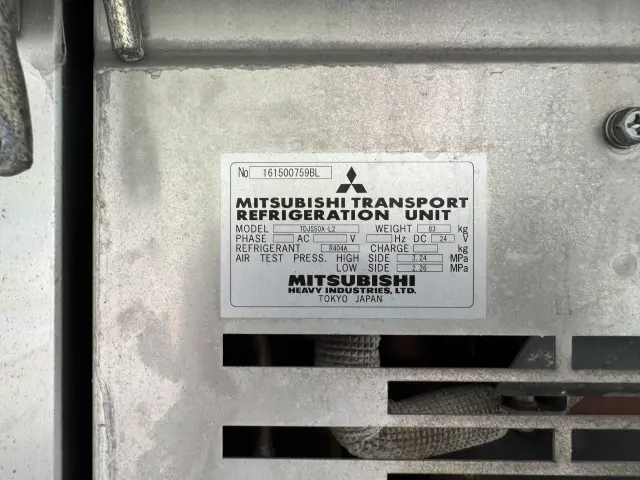 No 161500759BL
MITSUBISHI TRANSPORT
REFRIGERATION UNIT
MODEL TDJS50A-L2 WEIGHT 83 kg
PHASE AC V Hz DC 24 V
REFRIGERANT R404A CHARGE kg
AIR TEST PRESS. HIGH SIDE 3.24 MPa
LOW SIDE 2.26 MPa
MITSUBISHI
HEAVY INDUSTRIES, LTD.
TOKYO JAPAN